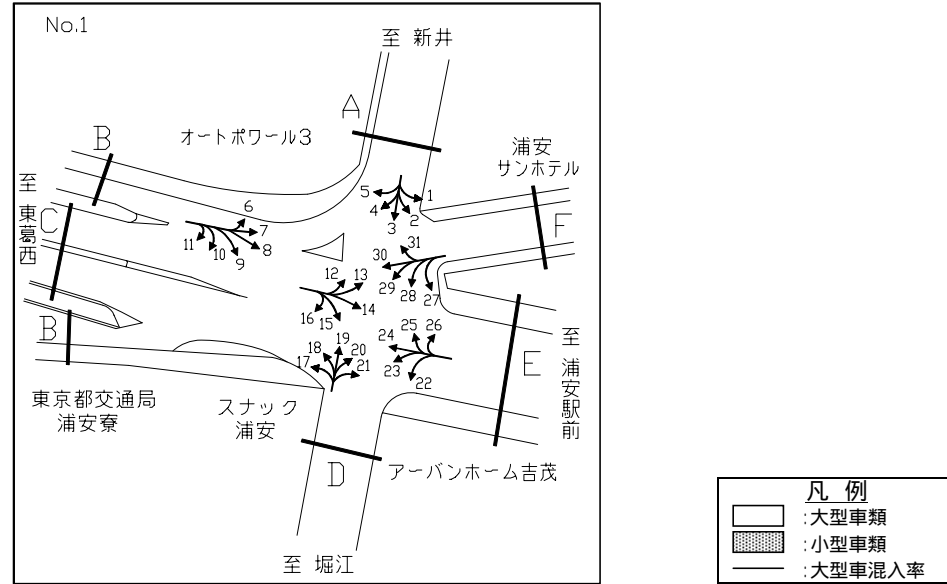 No.1
至 新井
A
B
オートポワール3
浦安
サンホテル
至
東葛西
C
F
5
1
4
3
2
6
7
11
10
9
8
31
30
29
28
27
12
13
16
15
14
B
19
18
20
17
21
25
26
24
23
22
E
至
浦安駅前
東京都交通局
浦安寮
スナック
浦安
D
アーバンホーム吉茂
至 堀江
凡 例
:大型車類
:小型車類
:大型車混入率